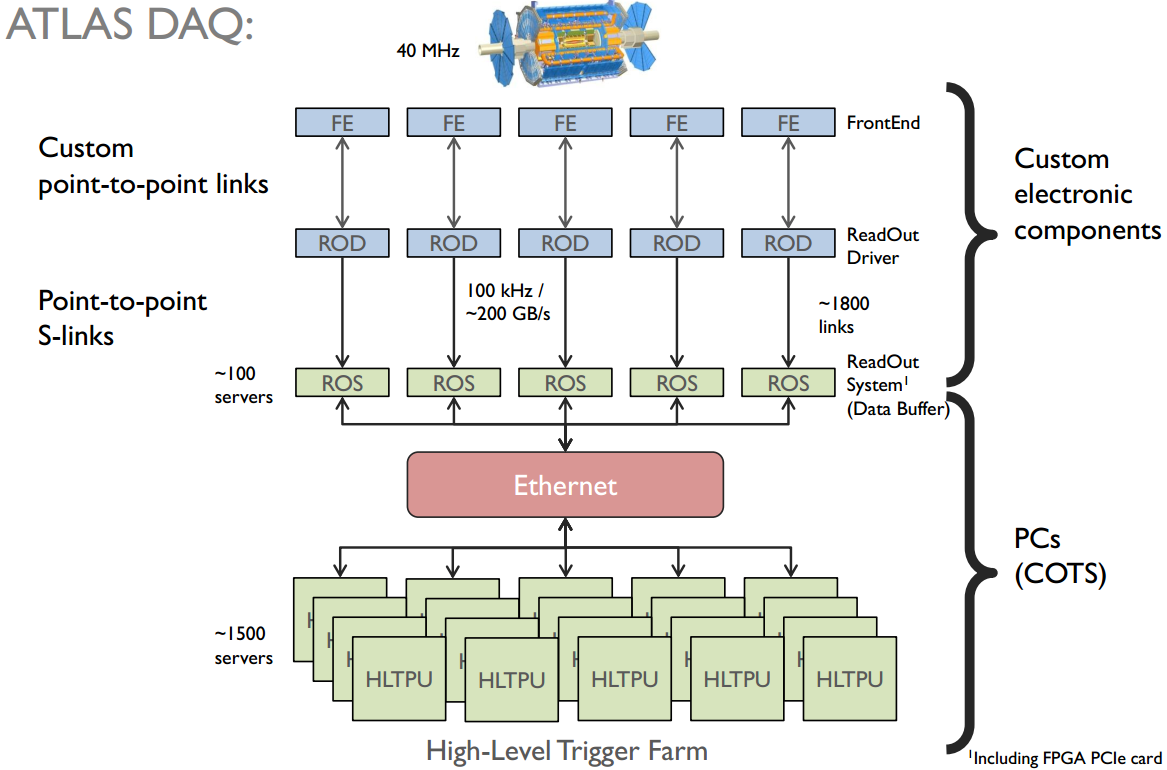 ATLAS DAQ:
40 MHz
FE
FE
FE
FE
FE
FrontEnd
Custom
point-to-point links
Custom
electronic
components
ROD
ROD
ROD
ROD
ROD
ReadOut
Driver
Point-to-point
S-links
100 kHz /
~200 GB/s
~1800
links
~100
servers
ROS
ROS
ROS
ROS
ROS
ReadOut
System¹
(Data Buffer)
Ethernet
PCs
(COTS)
~1500
servers
HLTPU
HLTPU
HLTPU
HLTPU
HLTPU
High-Level Trigger Farm
¹Including FPGA PCIe card